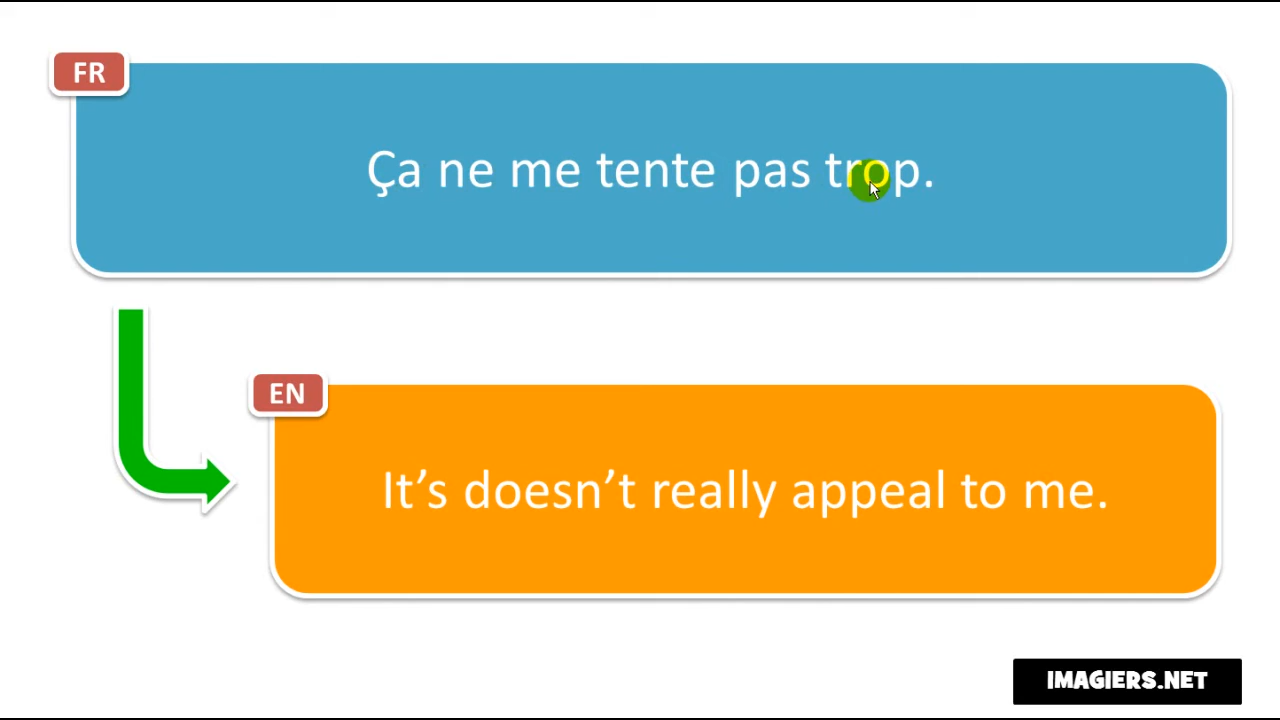 FR
Ça ne me tente pas trop.
EN
It’s doesn’t really appeal to me.
IMAGIERS.NET